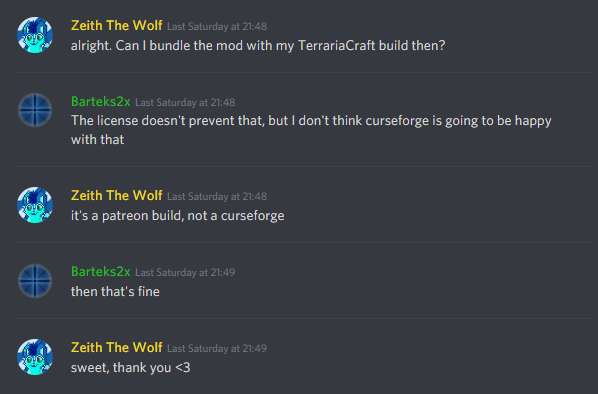 Zeith The Wolf Last Saturday at 21:48
alright. Can I bundle the mod with my TerrariaCraft build then?
Barteks2x Last Saturday at 21:48
The license doesn't prevent that, but I don't think curseforge is going to be happy
with that
Zeith The Wolf Last Saturday at 21:48
it's a patreon build, not a curseforge
Barteks2x Last Saturday at 21:49
then that's fine
Zeith The Wolf Last Saturday at 21:49
sweet, thank you <3